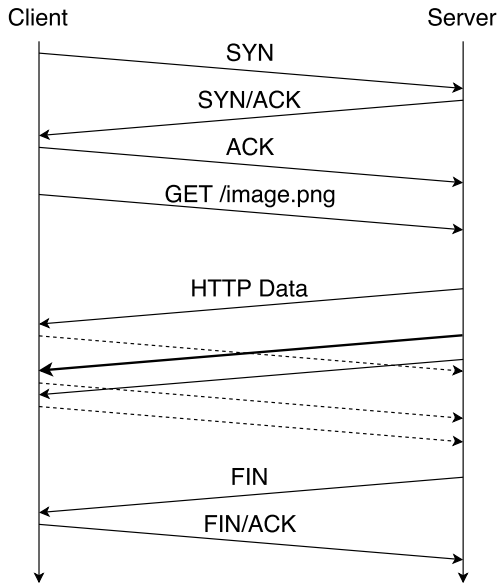 Client
Server
SYN
SYN/ACK
ACK
GET /image.png
HTTP Data
FIN
FIN/ACK